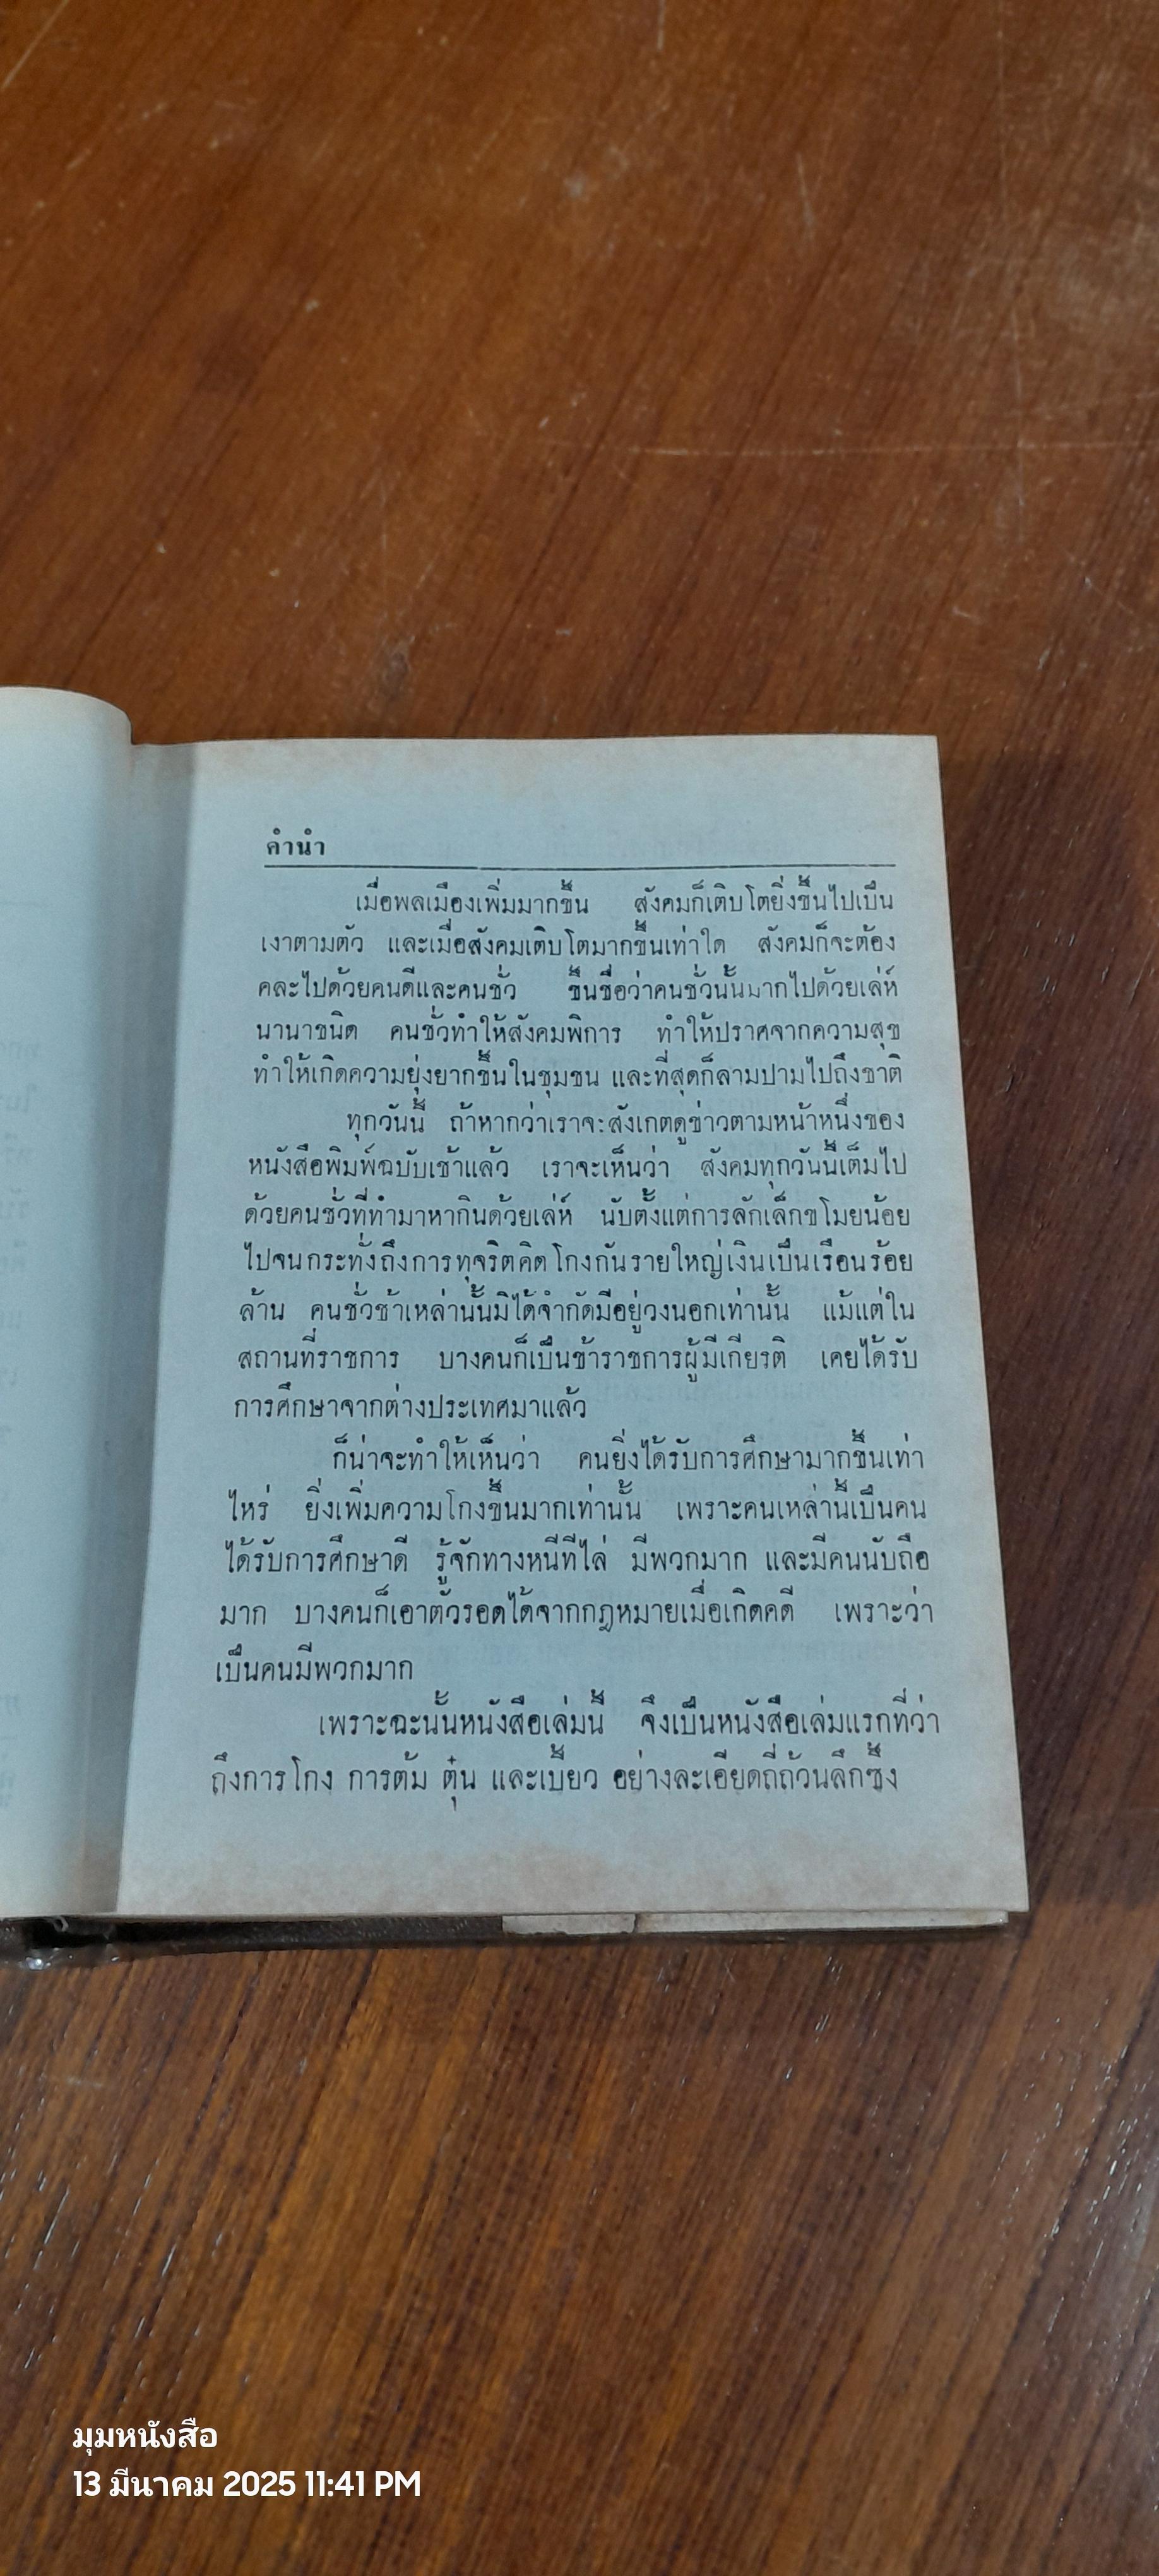 คำนำ
เมื่อพลเมืองเพิ่มมากขึ้น สังคมก็เติบโตยิ่งขึ้นไปเป็น
เงาตามตัว และเมื่อสังคมเติบโตมากขึ้นเท่าใด สังคมก็จะต้อง
คละไปด้วยคนดีและคนชั่ว ขึ้นชื่อว่าคนชั่วนั้นมากไปด้วยเล่ห์
นานาชนิด คนชั่วทำให้สังคมพิการ ทำให้ปราศจากความสุข
ทำให้เกิดความยุ่งยากขึ้นในชุมชน และที่สุดก็ลามปามไปถึงชาติ
ทุกวันนี้ ถ้าหากว่าเราจะสังเกตดูข่าวตามหน้าหนึ่งของ
หนังสือพิมพ์ฉบับเช้าแล้ว เราจะเห็นว่า สังคมทุกวันนี้เต็มไป
ด้วยคนชั่วที่ทำมาหากินด้วยเล่ห์ นับตั้งแต่การลักเล็กขโมยน้อย
ไปจนกระทั่งถึงการทุจริตคิดโกงกันรายใหญ่เงินเป็นเรือนร้อย
ล้าน คนชั่วช้าเหล่านั้นมิได้จำกัดมีอยู่วงนอกเท่านั้น แม้แต่ใน
สถานที่ราชการ บางคนก็เป็นข้าราชการผู้มีเกียรติ เคยได้รับ
การศึกษาจากต่างประเทศมาแล้ว
ก็น่าจะทำให้เห็นว่า คนยิ่งได้รับการศึกษามากขึ้นเท่า
ไหร่ ยิ่งเพิ่มความโกงขึ้นมากเท่านั้น เพราะคนเหล่านี้เป็นคน
ได้รับการศึกษาดี รู้จักทางหนีทีไล่ มีพวกมาก และมีคนนับถือ
มาก บางคนก็เอาตัวรอดได้จากกฎหมายเมื่อเกิดคดี เพราะว่า
เป็นคนมีพวกมาก
เพราะฉะนั้นหนังสือเล่มนี้ จึงเป็นหนังสือเล่มแรกที่ว่า
ถึงการโกง การต้ม ตุ๋น และเบี้ยว อย่างละเอียดถี่ถ้วนลึกซึ้ง
มุมหนังสือ
13 มีนาคม 2025 11:41 PM